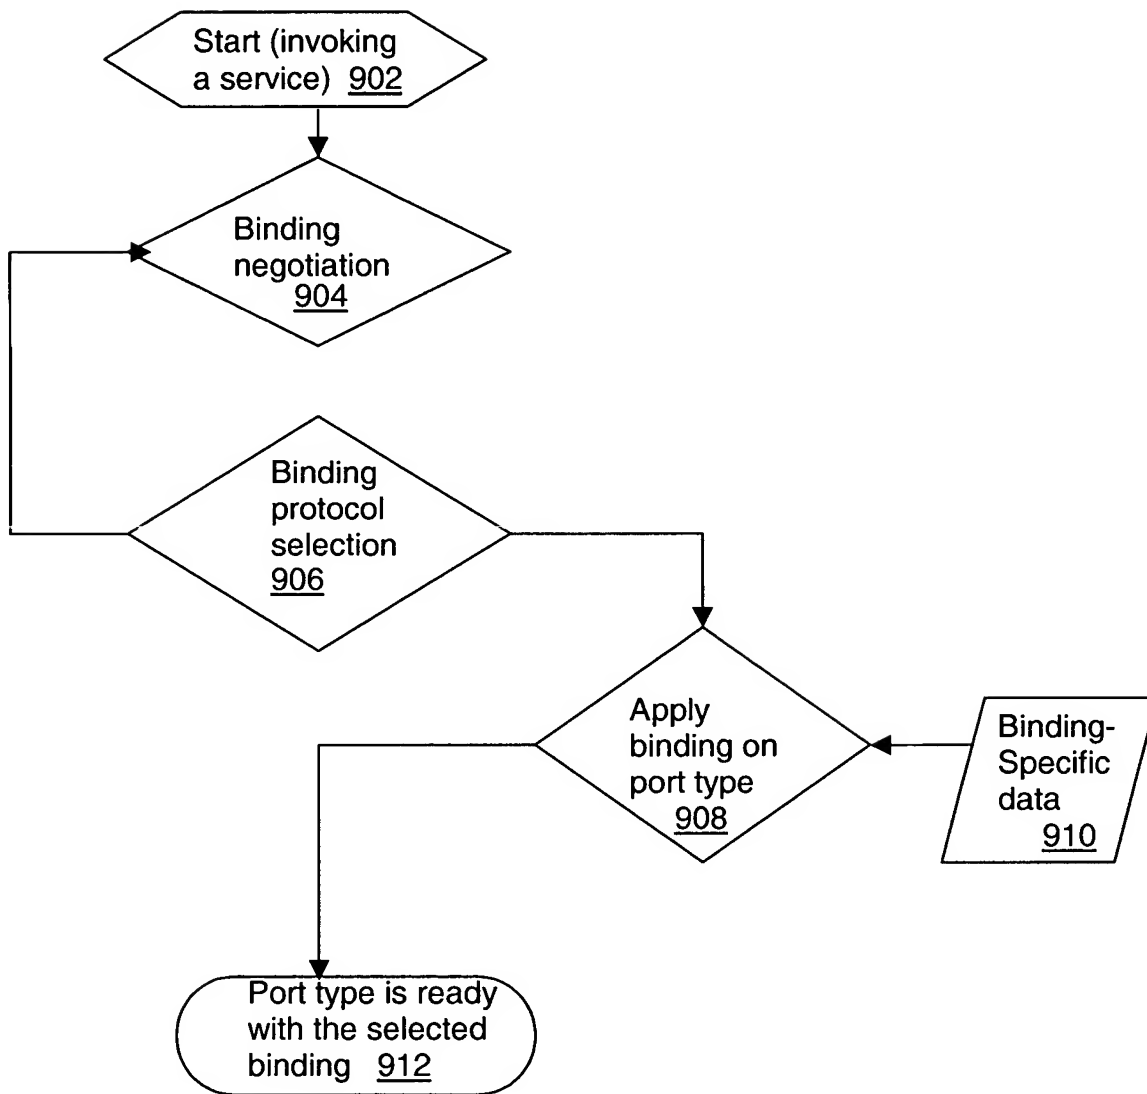 Start (invoking
a service) 902
Binding
negotiation
904
Binding
protocol
selection
906
Apply
binding on
port type
908
Binding-
Specific
data
910
Port type is ready
with the selected
binding 912